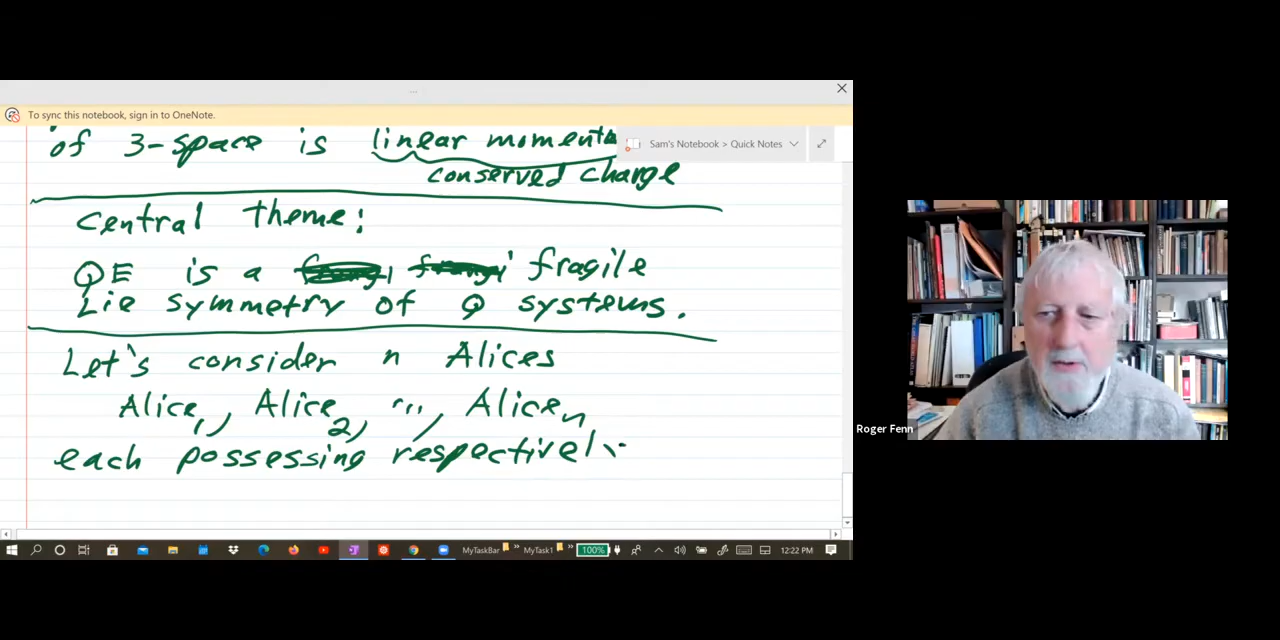 ...
To sync this notebook, sign in to OneNote.
of 3-space is linear momentum
Sam's Notebook > Quick Notes
conserved charge
Central Theme:
QE is a fragile
Lie symmetry of Q systems.
Let's consider n Alices
Alice1, Alice2, ..., Alicen
each possessing respectively
Roger Fenn
MyTaskBar » MyTask1 » 100% 12:22 PM